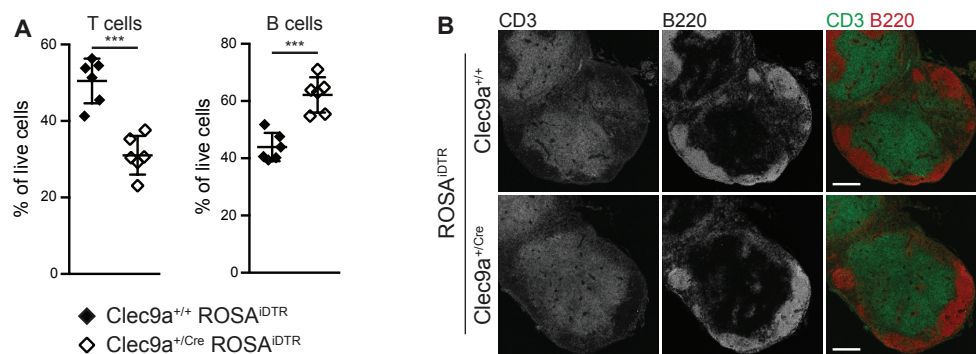 A
T cells
***
% of live cells
60
40
20
0
B cells
***
% of live cells
80
60
40
20
0
Clec9a+/+ ROSAiDTR
Clec9a+/Cre ROSAiDTR
B
CD3
B220
CD3 B220
ROSAiDTR
Clec9a+/+
Clec9a+/Cre